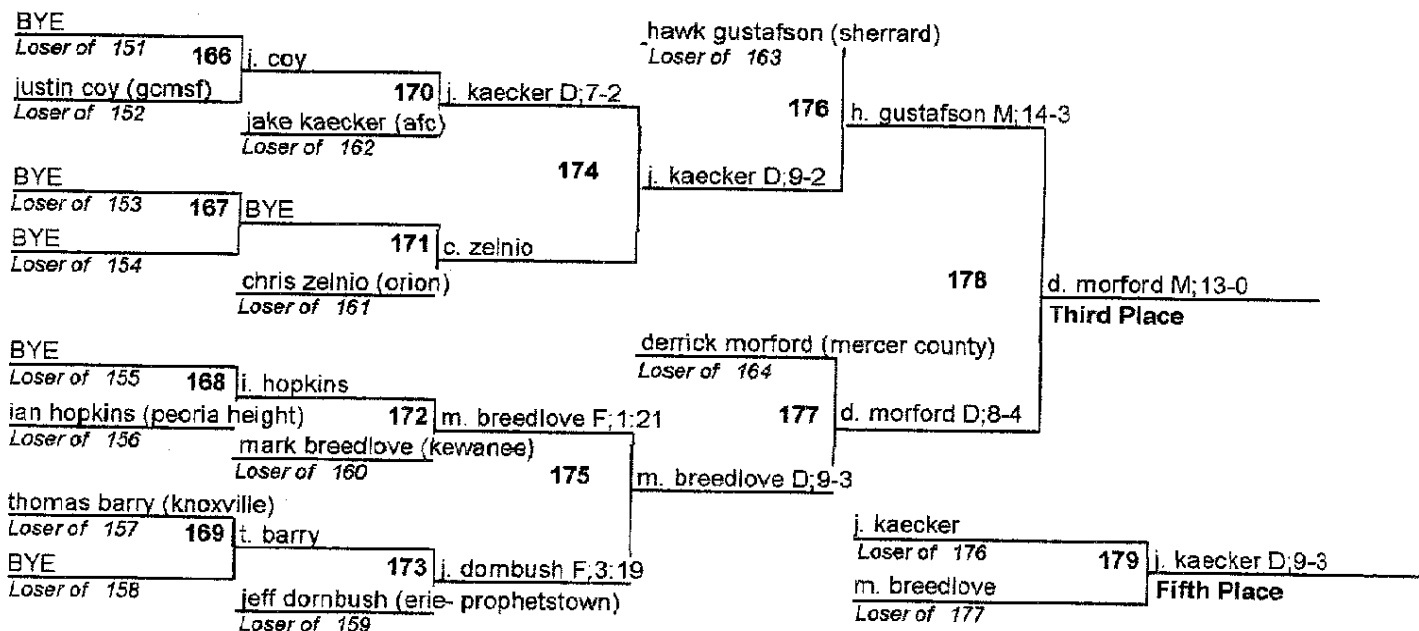 BYE
Loser of 151
166
justin coy (gcmsf)
Loser of 152
j. coy
170
jake kaecker (afc)
Loser of 162
j. kaecker D;7-2
BYE
Loser of 153
167
BYE
Loser of 154
BYE
171
chris zelnio (orion)
Loser of 161
c. zelnio
174
j. kaecker D;9-2
hawk gustafson (sherrard)
Loser of 163
176
h. gustafson M;14-3
BYE
Loser of 155
168
ian hopkins (peoria height)
Loser of 156
i. hopkins
172
mark breedlove (kewanee)
Loser of 160
m. breedlove F;1:21
thomas barry (knoxville)
Loser of 157
169
BYE
Loser of 158
t. barry
173
jeff dornbush (erie- prophetstown)
Loser of 159
j. dornbush F;3:19
175
m. breedlove D;9-3
derrick morford (mercer county)
Loser of 164
177
d. morford D;8-4
178
d. morford M;13-0
Third Place
j. kaecker
Loser of 176
179
m. breedlove
Loser of 177
j. kaecker D;9-3
Fifth Place